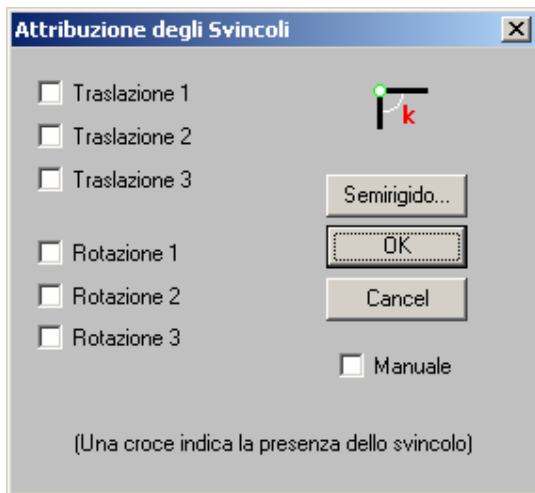 Attribuzione degli Svincoli
Traslazione 1
Traslazione 2
Traslazione 3
Rotazione 1
Rotazione 2
Rotazione 3
k
Semirigido...
OK
Cancel
Manuale
(Una croce indica la presenza dello svincolo)